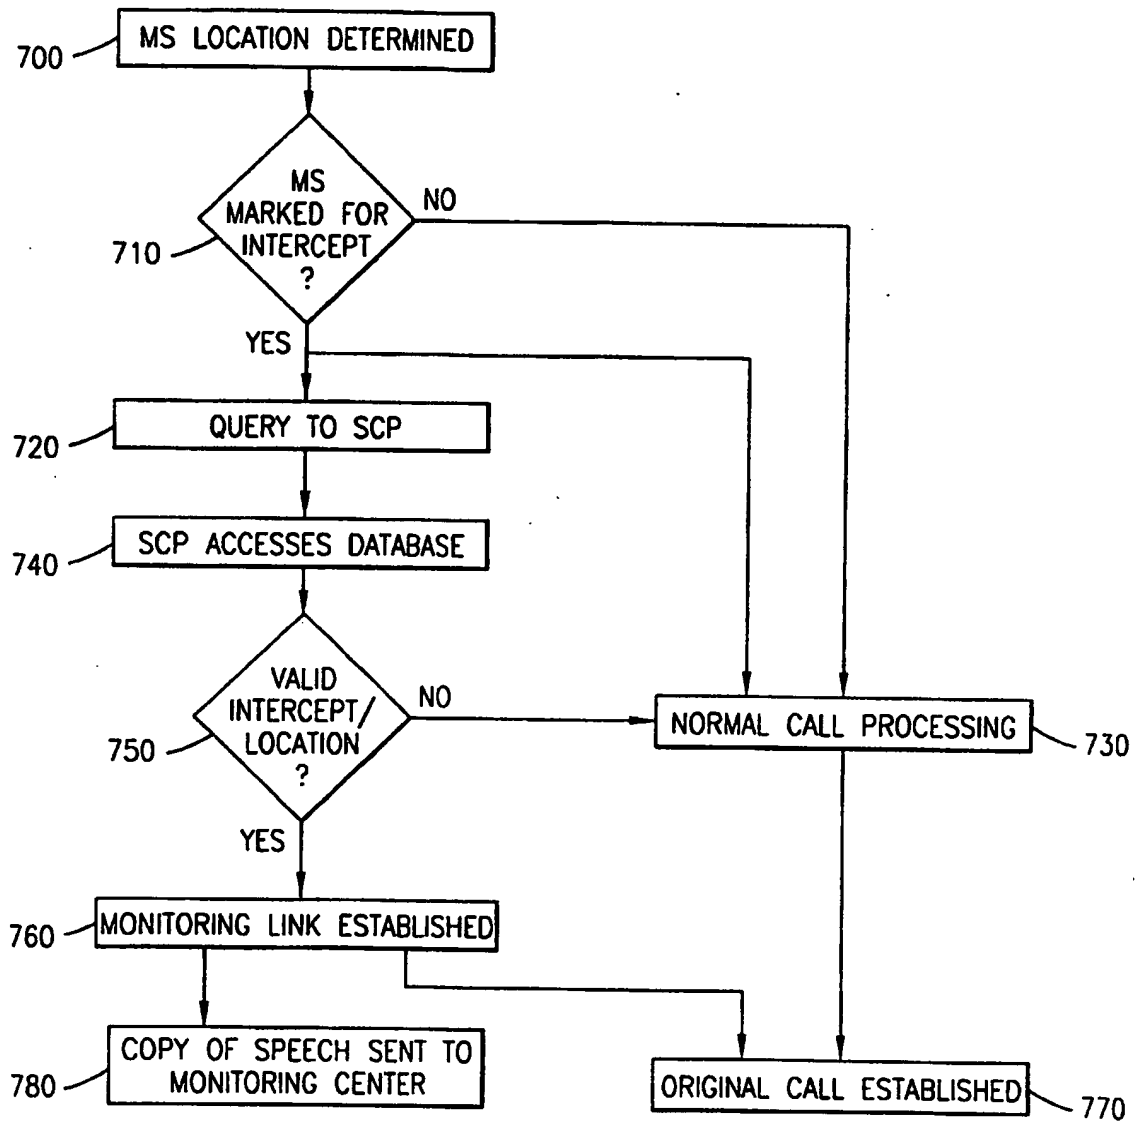 MS LOCATION DETERMINED
700
MS
MARKED FOR
INTERCEPT
?
NO
710
YES
QUERY TO SCP
720
SCP ACCESSES DATABASE
740
VALID
INTERCEPT/
LOCATION
?
NO
750
NORMAL CALL PROCESSING
730
YES
MONITORING LINK ESTABLISHED
760
COPY OF SPEECH SENT TO
MONITORING CENTER
780
ORIGINAL CALL ESTABLISHED
770